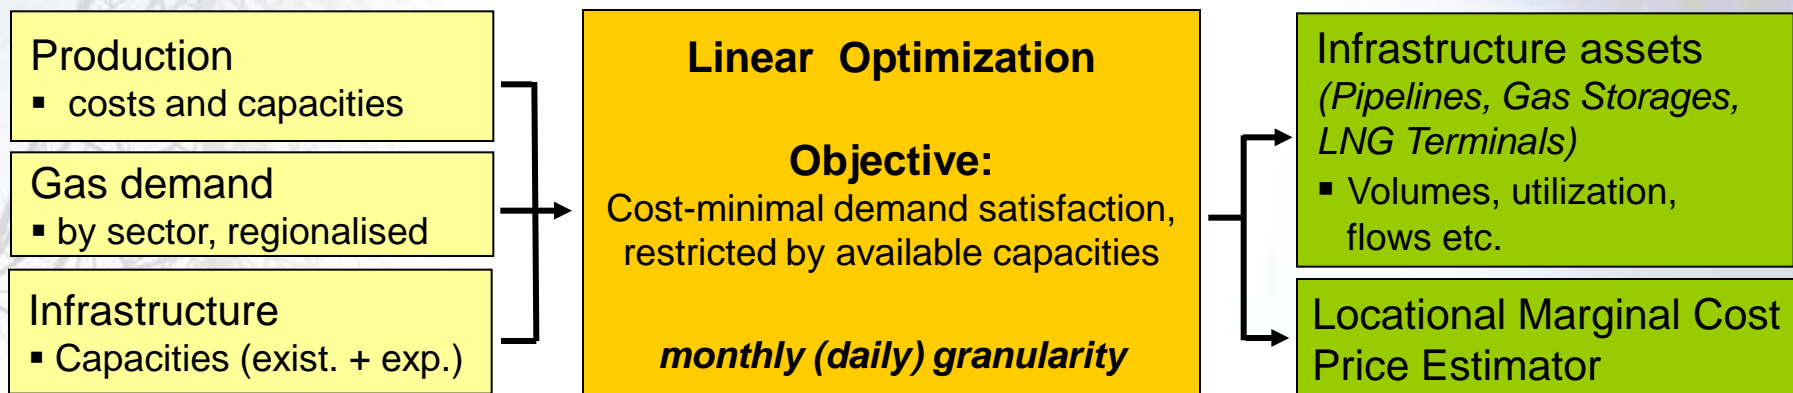 Production
▪ costs and capacities
Gas demand
▪ by sector, regionalised
Infrastructure
▪ Capacities (exist. + exp.)
Linear Optimization
Objective:
Cost-minimal demand satisfaction,
restricted by available capacities
monthly (daily) granularity
Infrastructure assets
(Pipelines, Gas Storages,
LNG Terminals)
▪ Volumes, utilization,
flows etc.
Locational Marginal Cost
Price Estimator